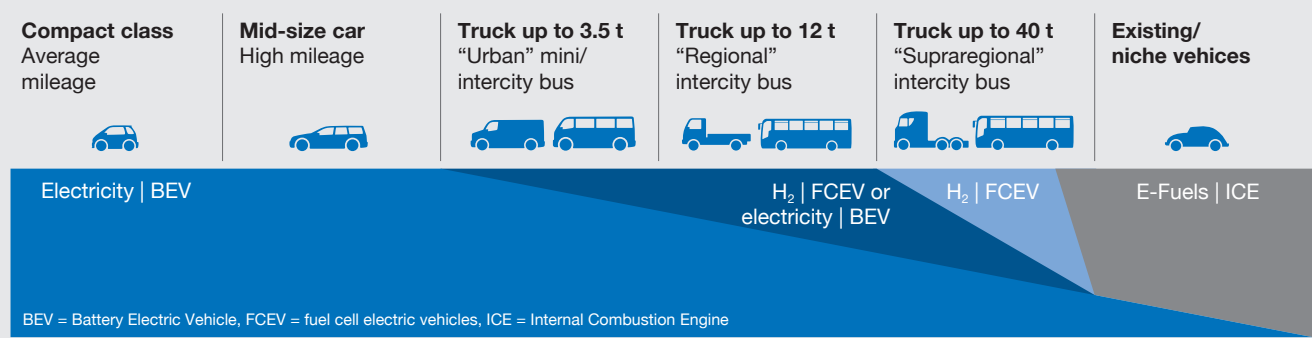 Compact class
Average
mileage
Mid-size car
High mileage
Truck up to 3.5 t
“Urban” mini/
intercity bus
Truck up to 12 t
“Regional”
intercity bus
Truck up to 40 t
“Supraregional”
intercity bus
Existing/
niche vehices
Electricity | BEV
H₂ | FCEV or
electricity | BEV
H₂ | FCEV
E-Fuels | ICE
BEV = Battery Electric Vehicle, FCEV = fuel cell electric vehicles, ICE = Internal Combustion Engine